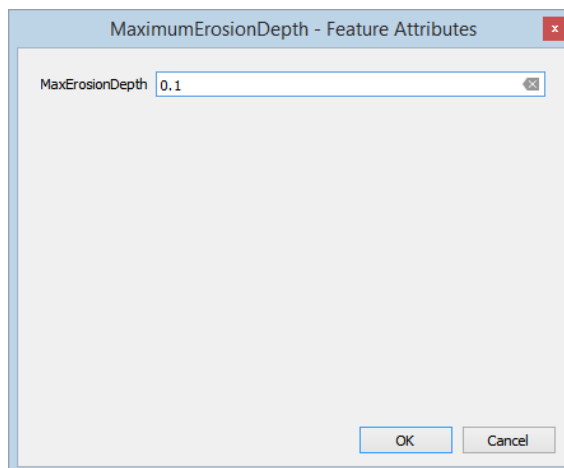 MaximumErosionDepth - Feature Attributes
x
MaxErosionDepth 0.1
OK Cancel